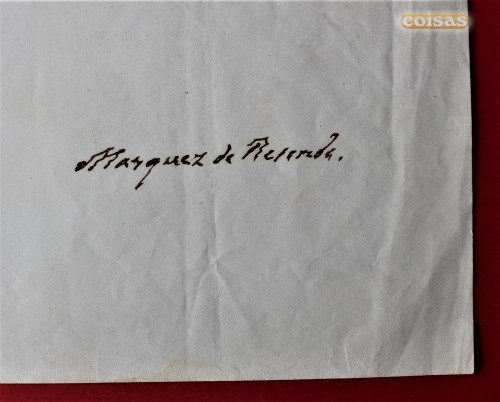 coisas
Marquez de Resende.